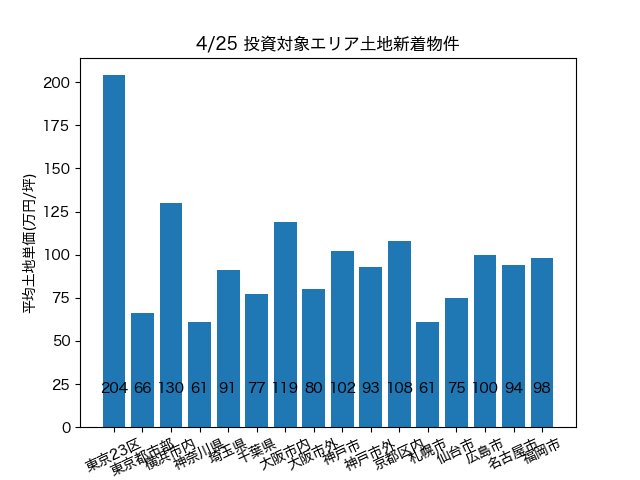 4/25 投資対象エリア土地新着物件
平均土地単価(万円/坪)
200
175
150
125
100
75
50
25
0
204 66 130 61 91 77 119 80 102 93 108 61 75 100 94 98
東京23区
東京都市部
横浜市内
神奈川県
埼玉県
千葉県
大阪市内
大阪市外
神戸市
神戸市外
京都区内
札幌市
仙台市
広島市
名古屋市
福岡市